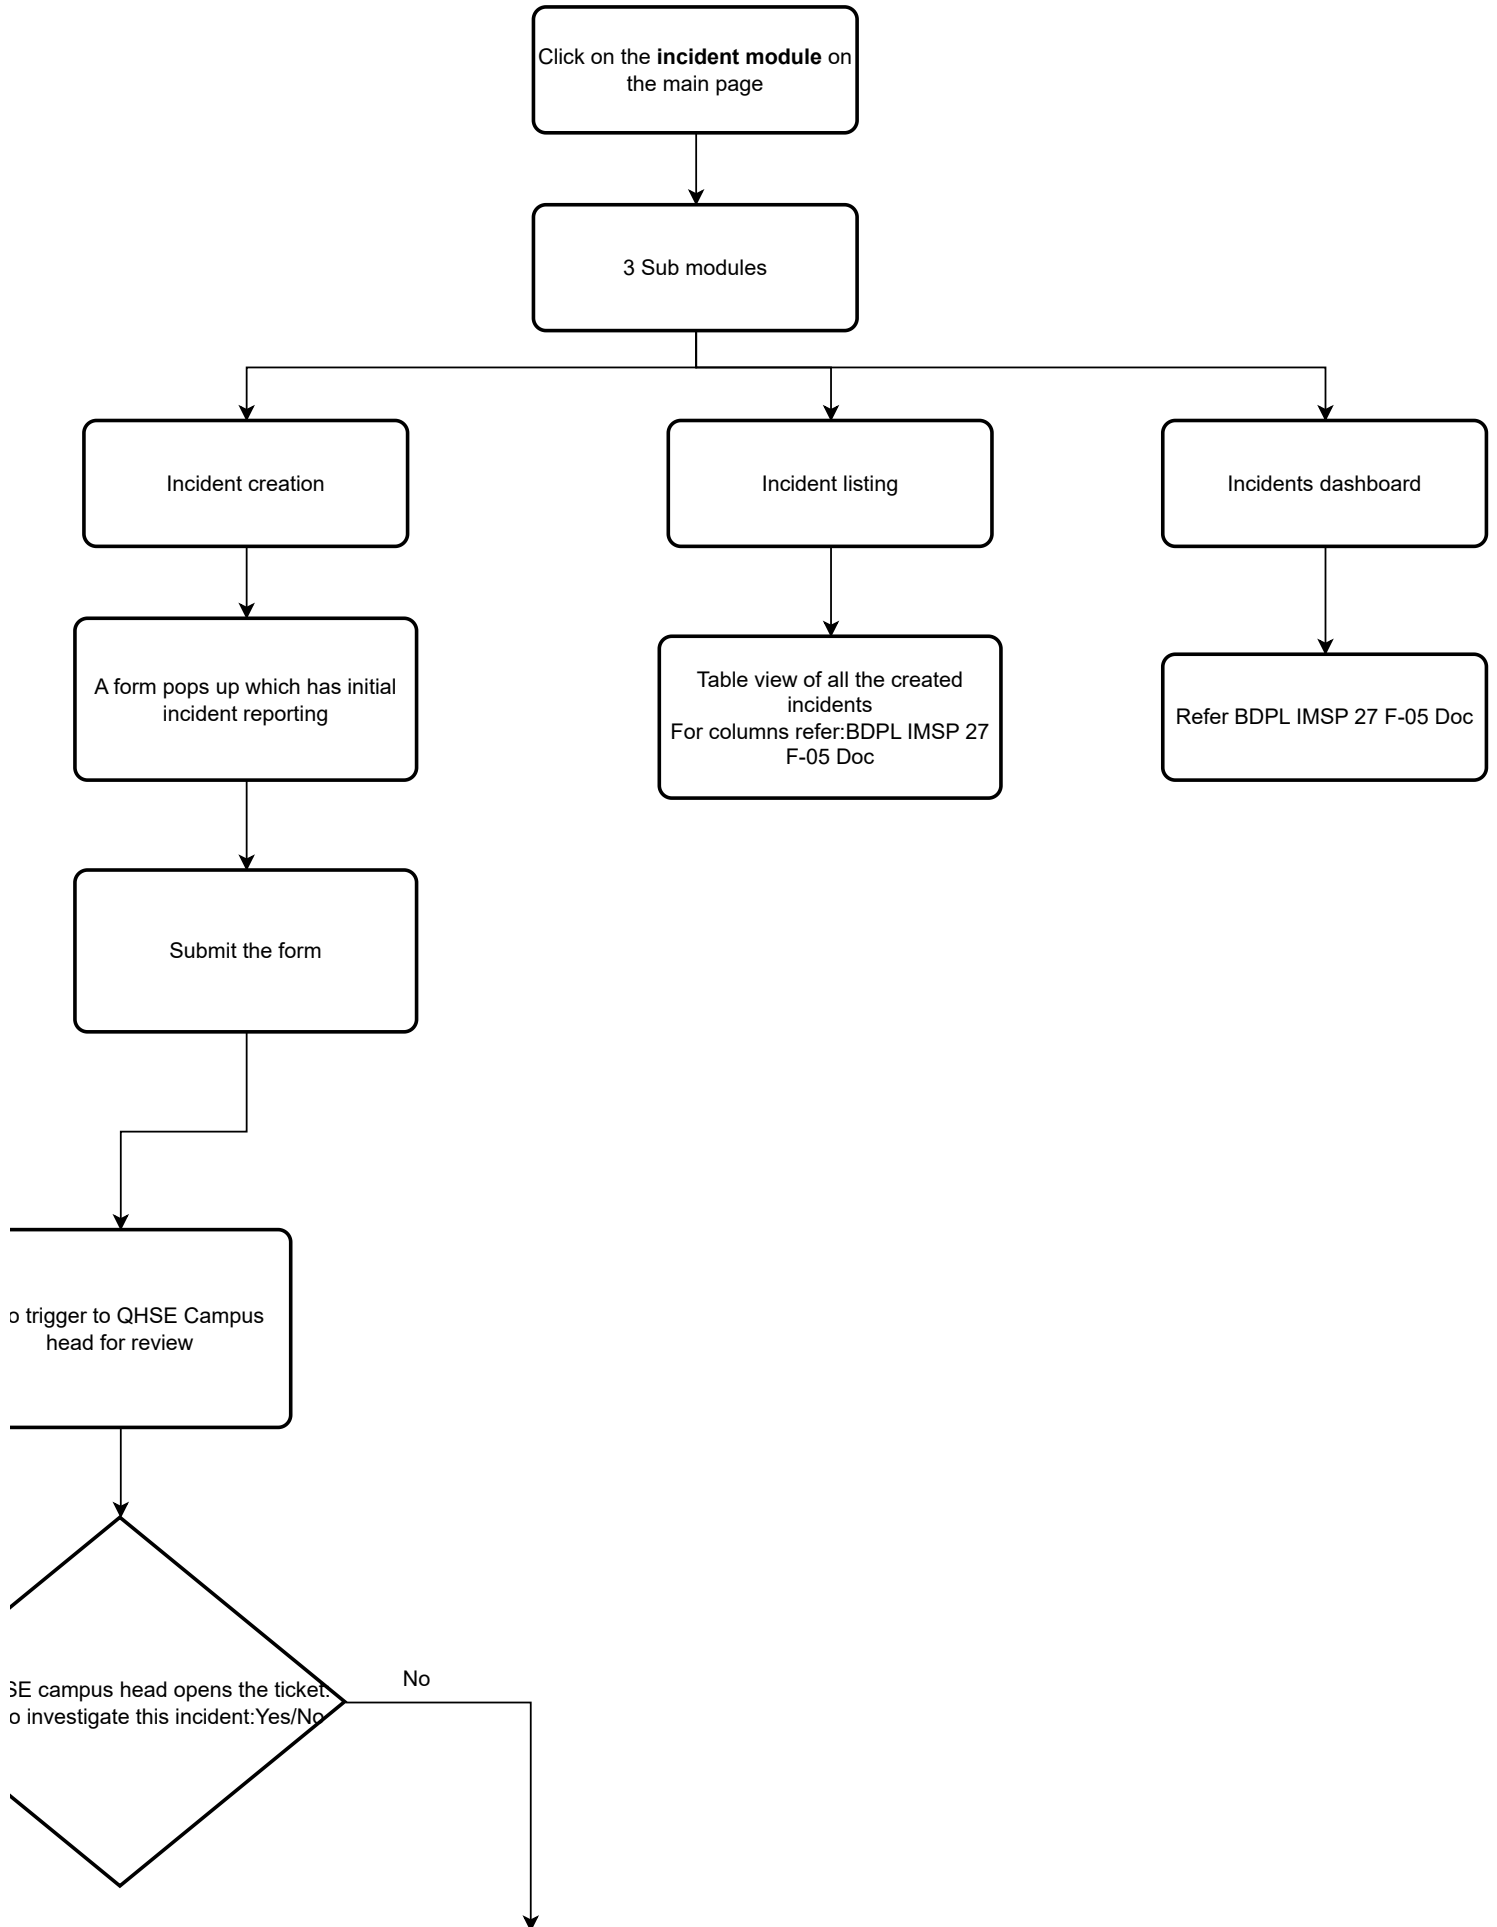 Click on the incident module on
the main page
3 Sub modules
Incident creation
Incident listing
Incidents dashboard
A form pops up which has initial
incident reporting
Table view of all the created
incidents
For columns refer:BDPL IMSP 27
F-05 Doc
Refer BDPL IMSP 27 F-05 Doc
Submit the form
trigger to QHSE Campus
head for review
campus head opens the ticket.
investigate this incident:Yes/No
No